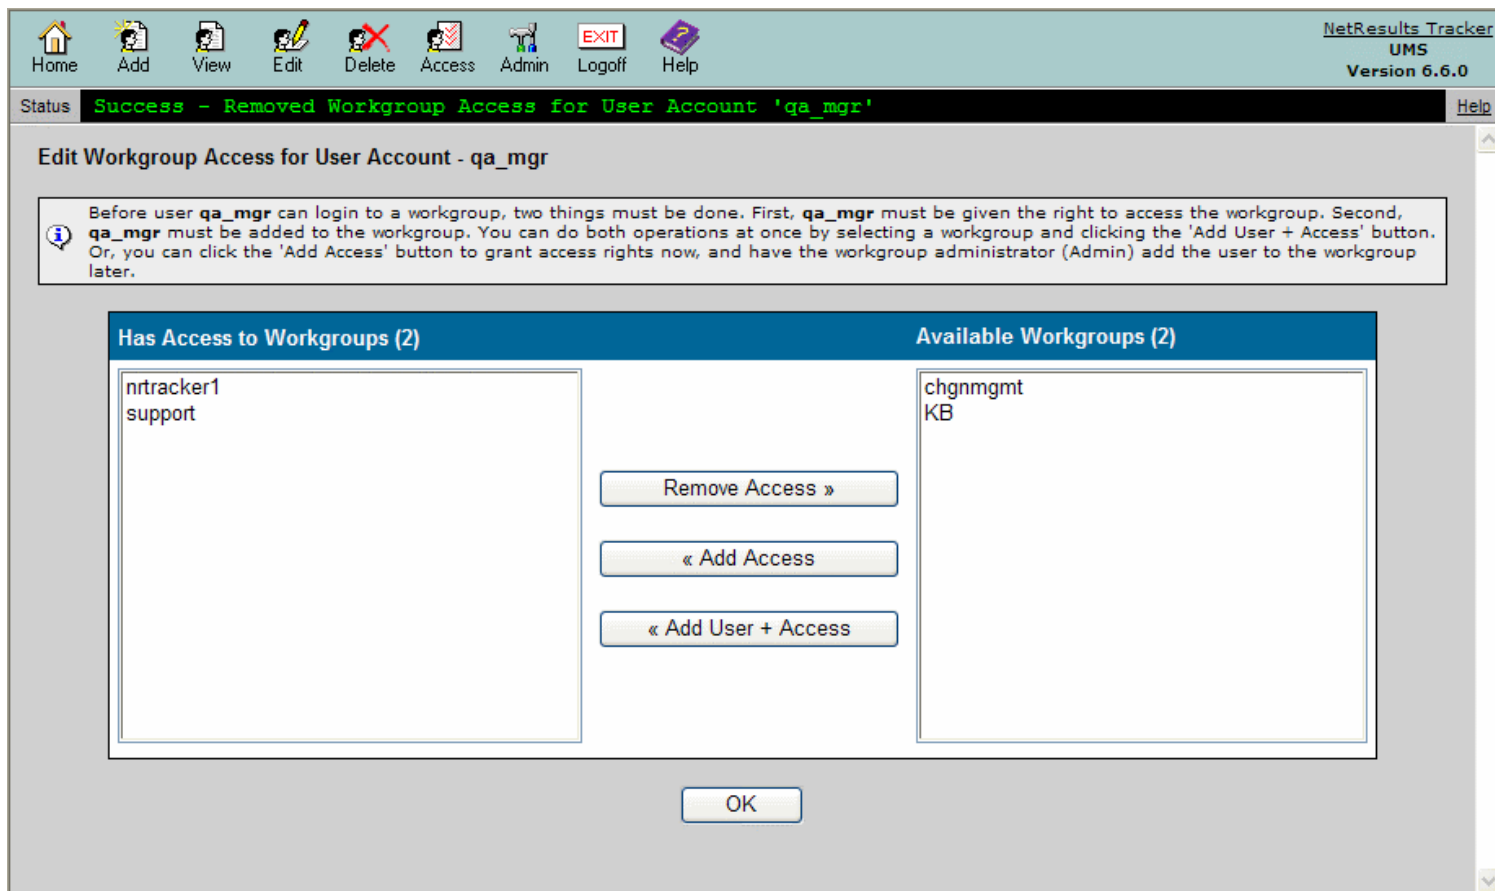 Home Add View Edit Delete Access Admin EXIT Logoff Help
NetResults Tracker
UMS
Version 6.6.0
Status Success - Removed Workgroup Access for User Account 'qa_mgr' Help
Edit Workgroup Access for User Account - qa_mgr
Before user qa_mgr can login to a workgroup, two things must be done. First, qa_mgr must be given the right to access the workgroup. Second,
qa_mgr must be added to the workgroup. You can do both operations at once by selecting a workgroup and clicking the 'Add User + Access' button.
Or, you can click the 'Add Access' button to grant access rights now, and have the workgroup administrator (Admin) add the user to the workgroup
later.
Has Access to Workgroups (2)
Available Workgroups (2)
nrtracker1
support
chgnmgmt
KB
Remove Access »
« Add Access
« Add User + Access
OK